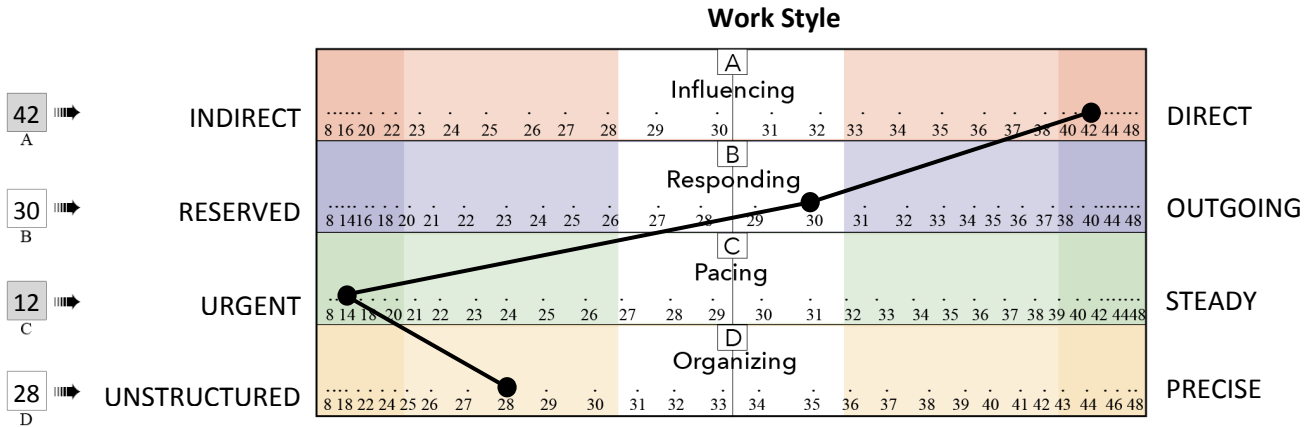 Work Style
A
Influencing
42
A
INDIRECT
8 16 20 22 23 24 25 26 27 28 29 30 31 32 33 34 35 36 37 38 40 42 44 48
DIRECT
B
Responding
30
B
RESERVED
8 14 16 18 20 21 22 23 24 25 26 27 28 29 30 31 32 33 34 35 36 37 38 40 44 48
OUTGOING
C
Pacing
12
C
URGENT
8 14 18 20 21 22 23 24 25 26 27 28 29 30 31 32 33 34 35 36 37 38 39 40 42 44 48
STEADY
D
Organizing
28
D
UNSTRUCTURED
8 18 22 24 25 26 27 28 29 30 31 32 33 34 35 36 37 38 39 40 41 42 43 44 46 48
PRECISE